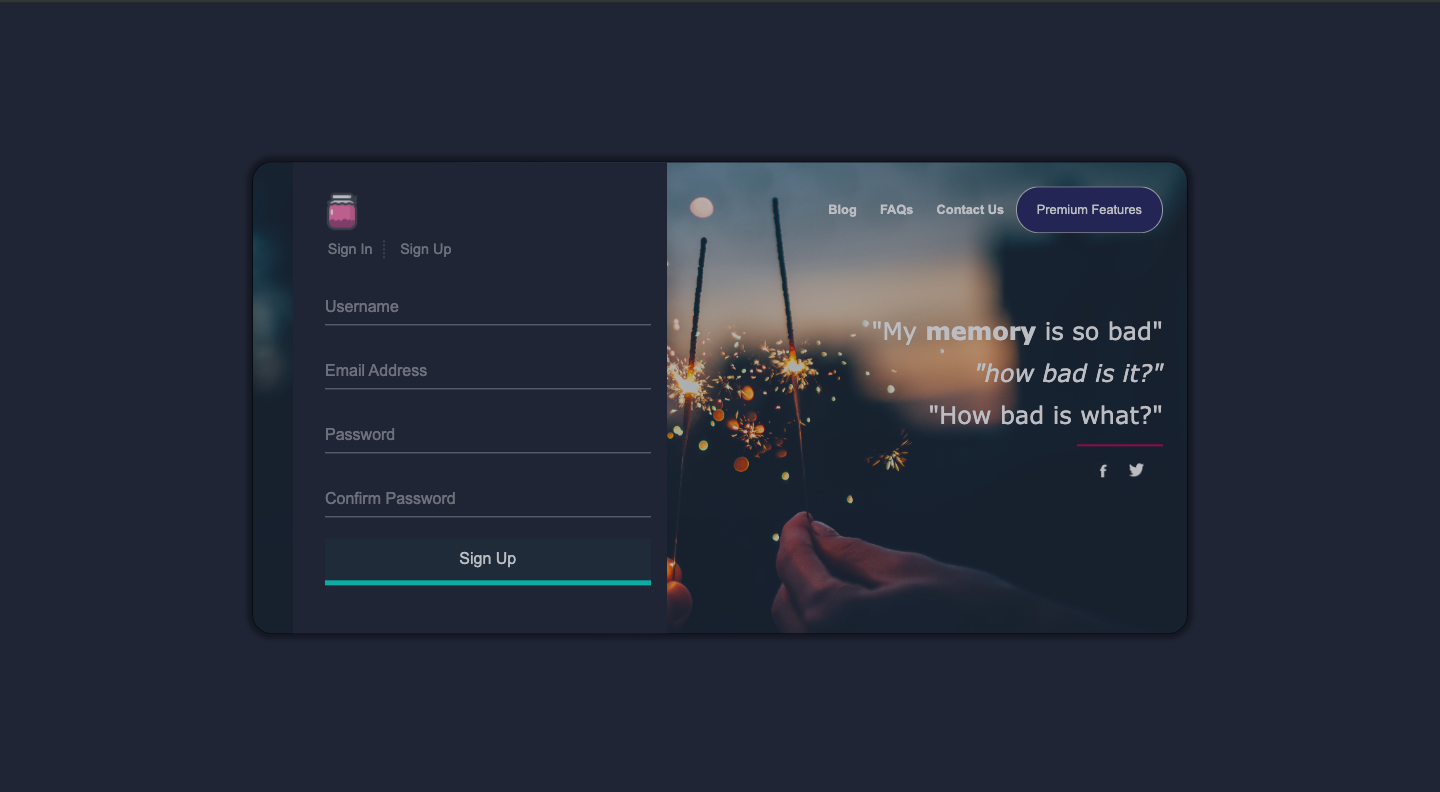 Sign In
Sign Up
Username
Email Address
Password
Confirm Password
Sign Up
Blog
FAQs
Contact Us
Premium Features
"My memory is so bad"
"how bad is it?"
"How bad is what?"